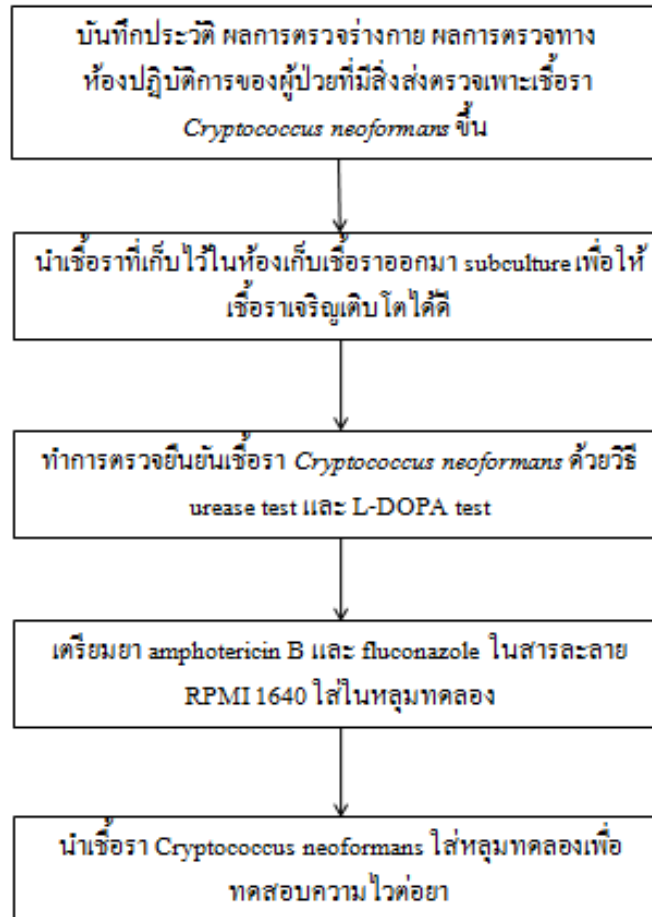 บันทึกประวัติ ผลการตรวจร่างกาย ผลการตรวจทาง
ห้องปฏิบัติการของผู้ป่วยที่มีสิ่งส่งตรวจเพาะเชื้อรา
Cryptococcus neoformans ขึ้น
นำเชื้อราที่เก็บไว้ในห้องเก็บเชื้อราออกมา subculture เพื่อให้
เชื้อราเจริญเติบโตได้ดี
ทำการตรวจยืนยันเชื้อรา Cryptococcus neoformans ด้วยวิธี
urease test และ L-DOPA test
เตรียมยา amphotericin B และ fluconazole ในสารละลาย
RPMI 1640 ใส่ในหลุมทดลอง
นำเชื้อรา Cryptococcus neoformans ใส่หลุมทดลองเพื่อ
ทดสอบความไวต่อยา